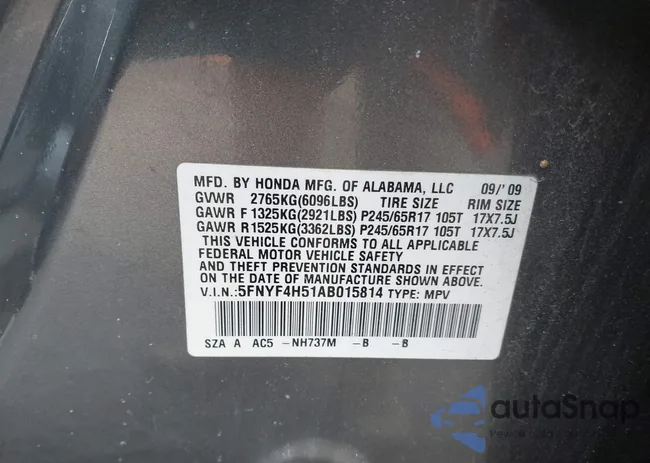 MFD. BY HONDA MFG. OF ALABAMA, LLC 09/'09
GVWR 2765KG(6096LBS) TIRE SIZE RIM SIZE
GAWR F 1325KG(2921LBS) P245/65R17 105T 17X7.5J
GAWR R1525KG(3362LBS) P245/65R17 105T 17X7.5J
THIS VEHICLE CONFORMS TO ALL APPLICABLE
FEDERAL MOTOR VEHICLE SAFETY
AND THEFT PREVENTION STANDARDS IN EFFECT
ON THE DATE OF MANUFACTURE SHOWN ABOVE.
V.I.N.:5FNYF4H51AB015814 TYPE: MPV
SZA A AC5 -NH737M -B -B
autoSnap